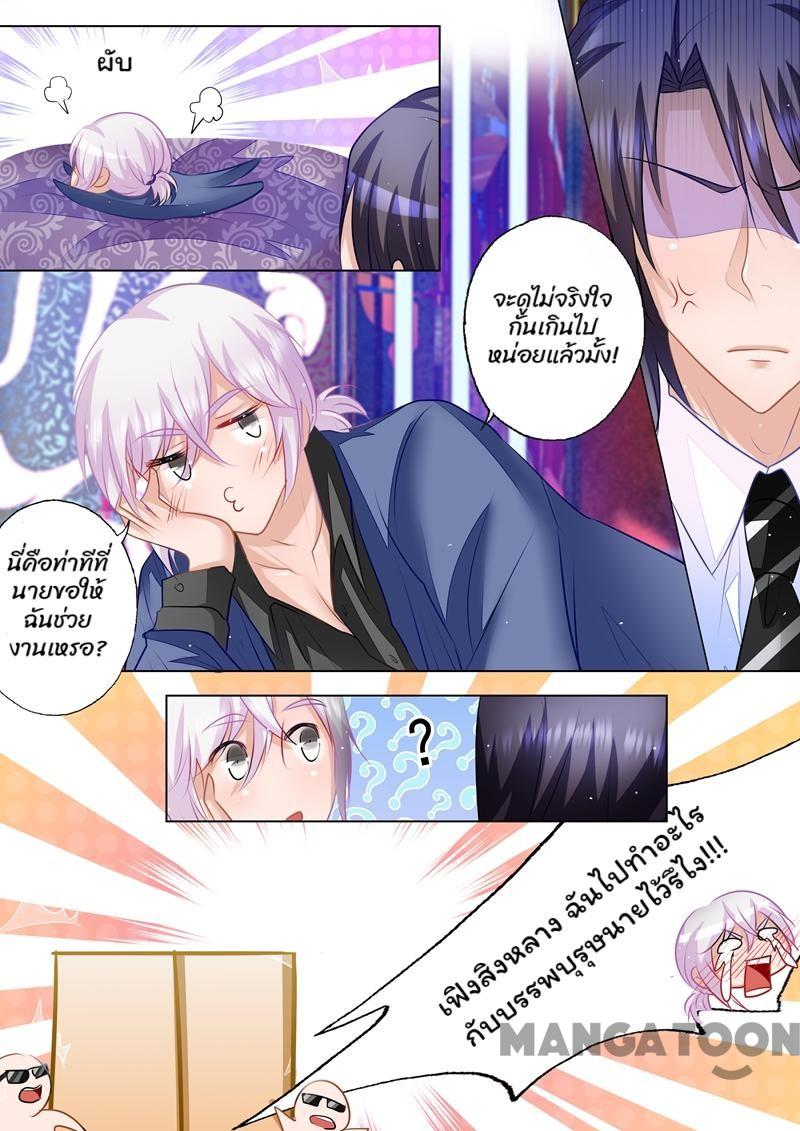 ผับ
จะดูไม่จริงใจ
กันเกินไป
หน่อยแล้วมั้ง!
นี่คือท่าทีที่
นายขอให้
ฉันช่วย
งานเหรอ?
?
เฟิงสิงหลาง ฉันไปทำอะไร
กับบรรพบุรุษนายไว้รึไง!!!
MANGATOON